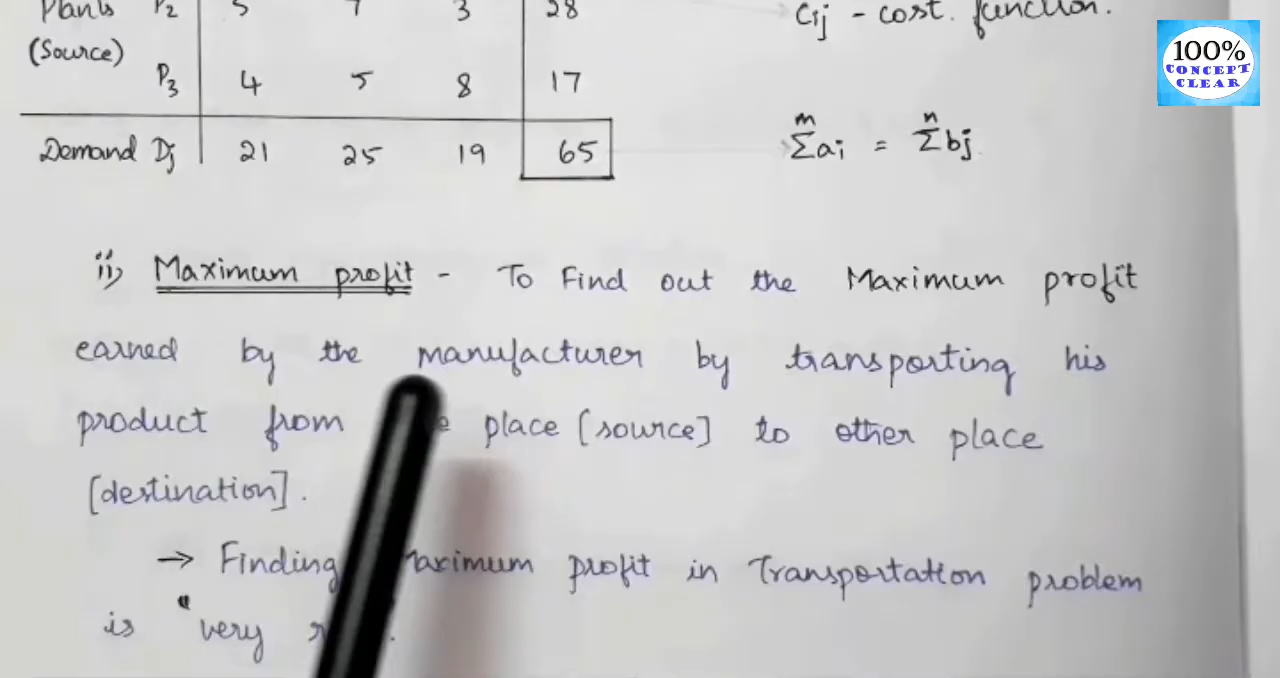 Plants P2 5 7 3 28 Cij - cost function.
(Source)
P3 4 5 8 17
Demand Dj 21 25 19 65
m n
Σai = Σbj
ii) Maximum profit - To Find out the Maximum profit
earned by the manufacturer by transporting his
product from place [source] to other place
[destination].
→ Finding Maximum profit in Transportation problem
is "very
100%
CONCEPT
CLEAR